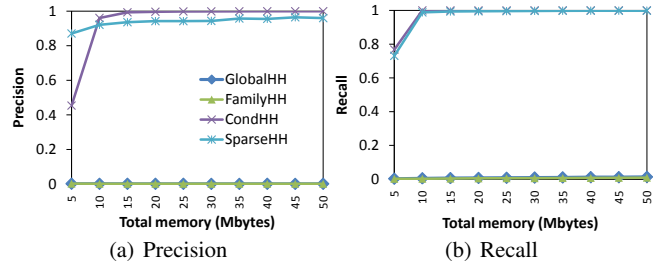 1
0.8
0.6
0.4
0.2
0
Precision
GlobalHH
FamilyHH
CondHH
SparseHH
5 10 15 20 25 30 35 40 45 50
Total memory (Mbytes)
(a) Precision
1
0.8
0.6
0.4
0.2
0
Recall
5 10 15 20 25 30 35 40 45 50
Total memory (Mbytes)
(b) Recall